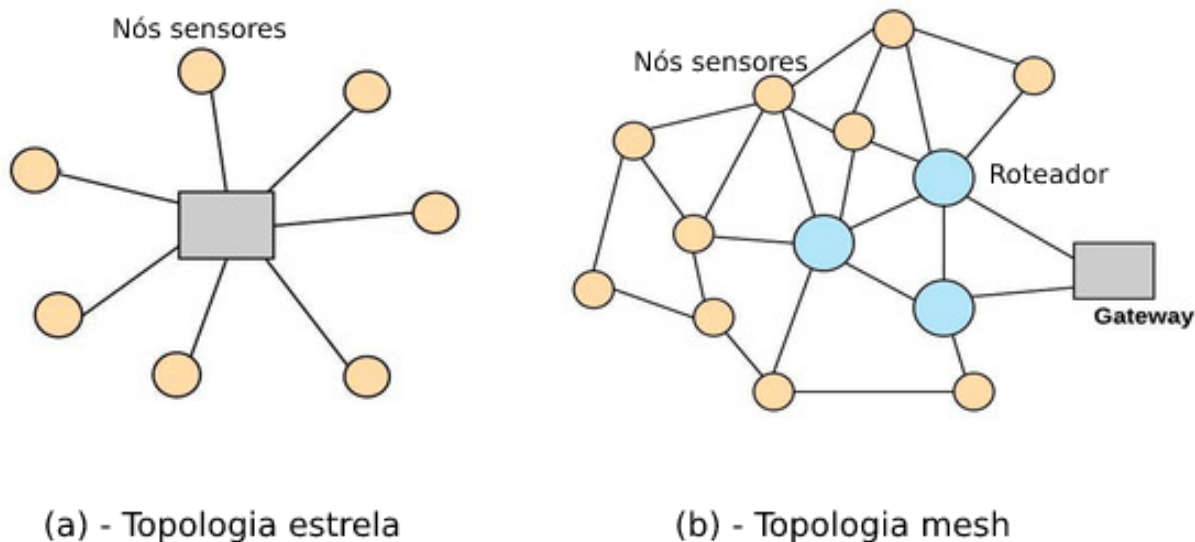 Nós sensores
Nós sensores
Roteador
Gateway
(a) - Topologia estrela
(b) - Topologia mesh